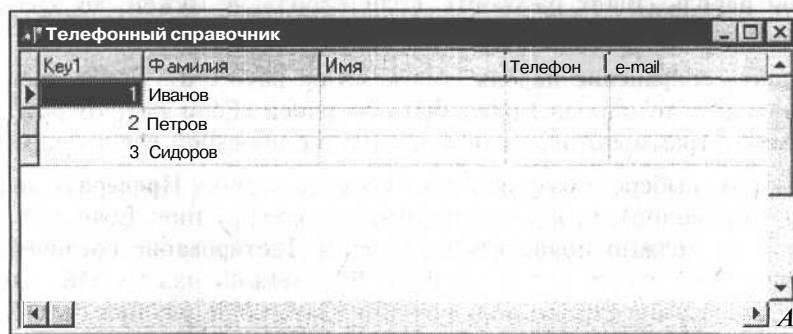 Телефонный справочник
Key1 Фамилия Имя Телефон e-mail
1 Иванов
2 Петров
3 Сидоров
A